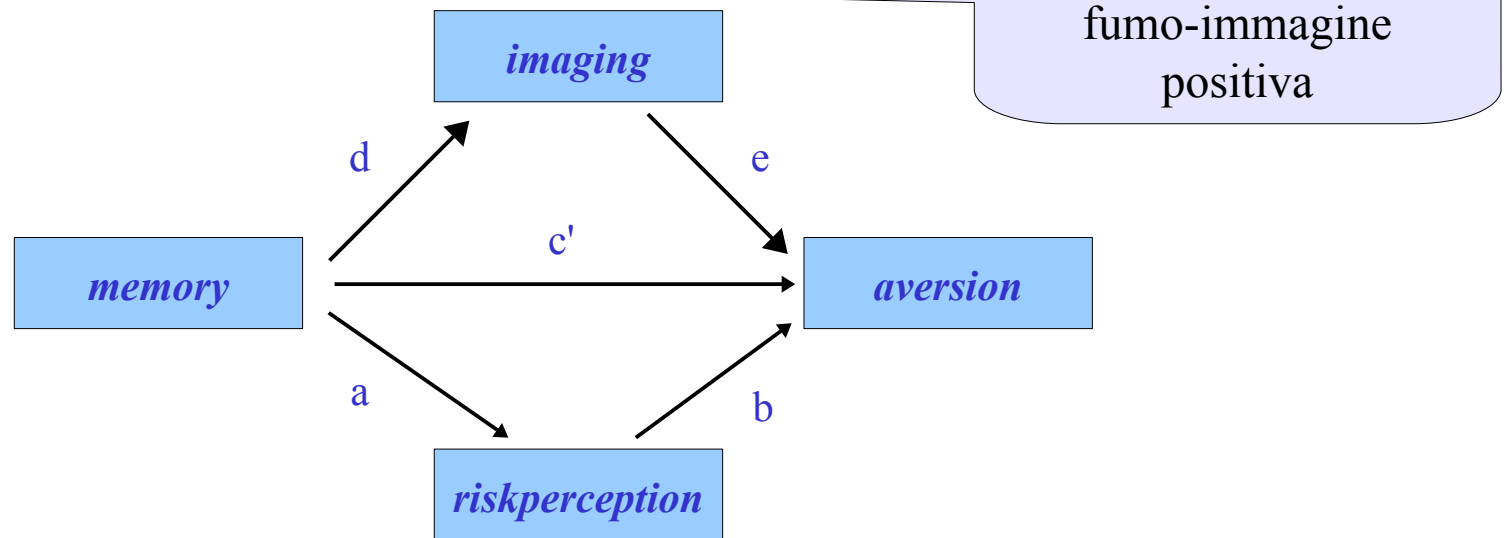 fumo-immagine
positiva
imaging
d
e
c'
memory
aversion
a
b
riskperception